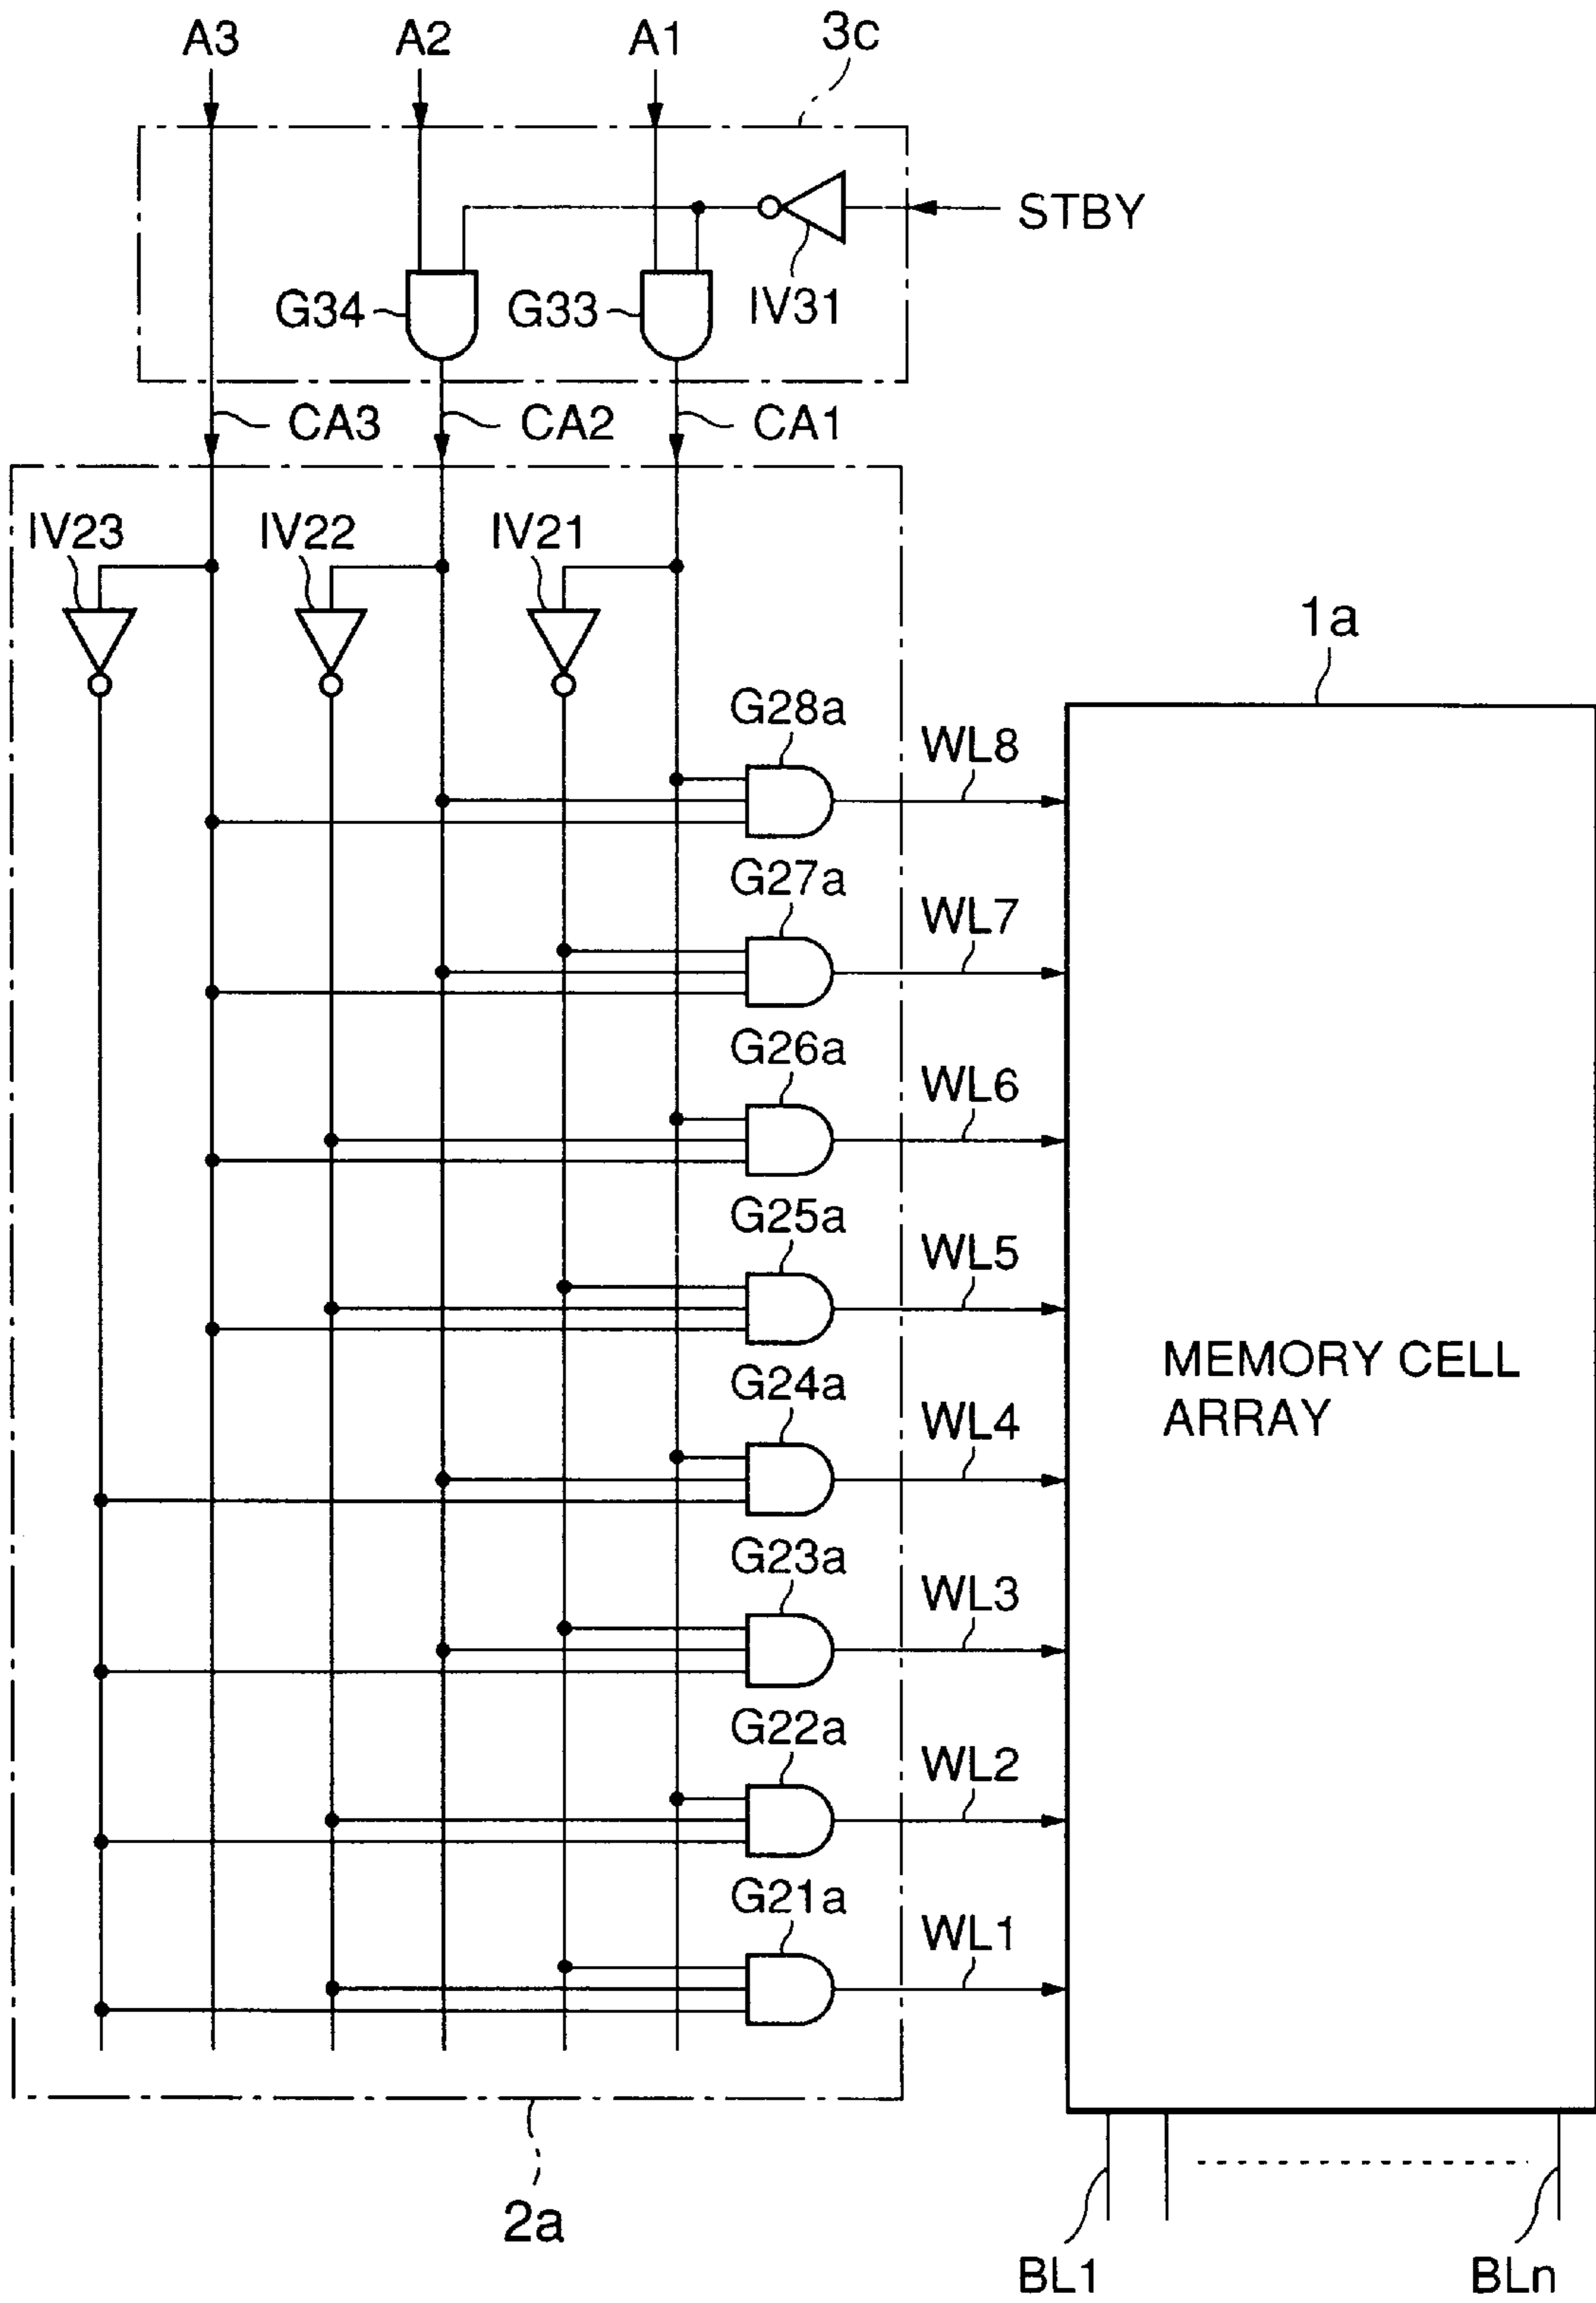 A3 A2 A1 3c
STBY
G34 G33 IV31
CA3 CA2 CA1
IV23 IV22 IV21
1a
G28a WL8
G27a WL7
G26a WL6
G25a WL5
MEMORY CELL
ARRAY
G24a WL4
G23a WL3
G22a WL2
G21a WL1
2a
BL1 BLn